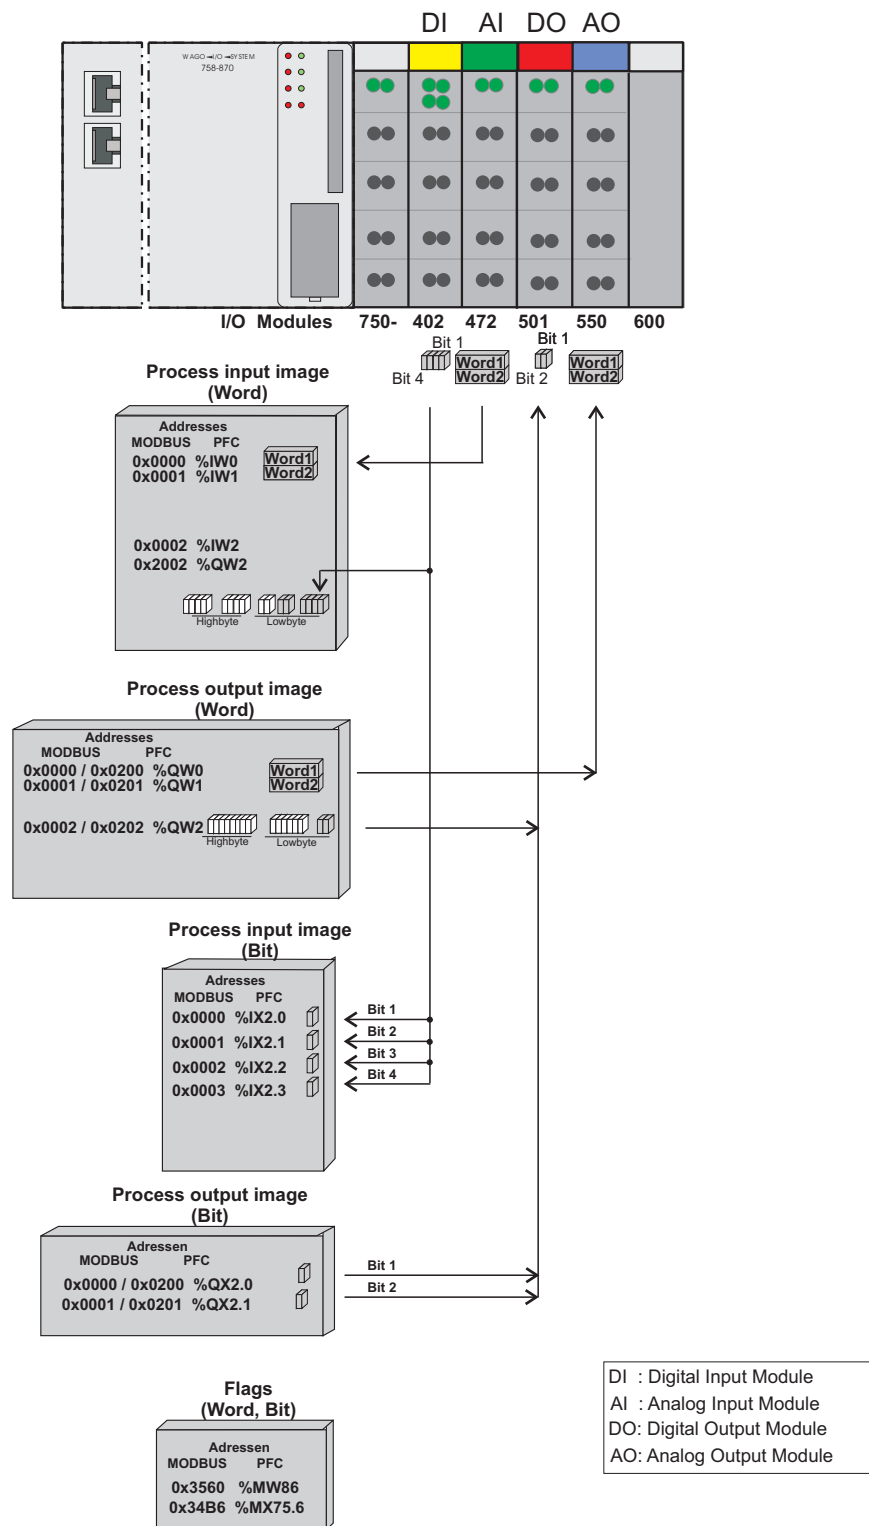 DI AI DO AO
WAGO I/O SYSTEM
758-870
I/O Modules 750- 402 472 501 550 600
Bit 1 Bit 1
Bit 4 Word1 Bit 2 Word1
Word2 Word2
Process input image
(Word)
Addresses
MODBUS PFC
0x0000 %IW0 Word1
0x0001 %IW1 Word2
0x0002 %IW2
0x2002 %QW2
Highbyte Lowbyte
Process output image
(Word)
Addresses
MODBUS PFC
0x0000 / 0x0200 %QW0 Word1
0x0001 / 0x0201 %QW1 Word2
0x0002 / 0x0202 %QW2
Highbyte Lowbyte
Process input image
(Bit)
Adresses
MODBUS PFC
0x0000 %IX2.0 Bit 1
0x0001 %IX2.1 Bit 2
0x0002 %IX2.2 Bit 3
0x0003 %IX2.3 Bit 4
Process output image
(Bit)
Adressen
MODBUS PFC
0x0000 / 0x0200 %QX2.0 Bit 1
0x0001 / 0x0201 %QX2.1 Bit 2
Flags
(Word, Bit)
Adressen
MODBUS PFC
0x3560 %MW86
0x34B6 %MX75.6
DI : Digital Input Module
AI : Analog Input Module
DO: Digital Output Module
AO: Analog Output Module